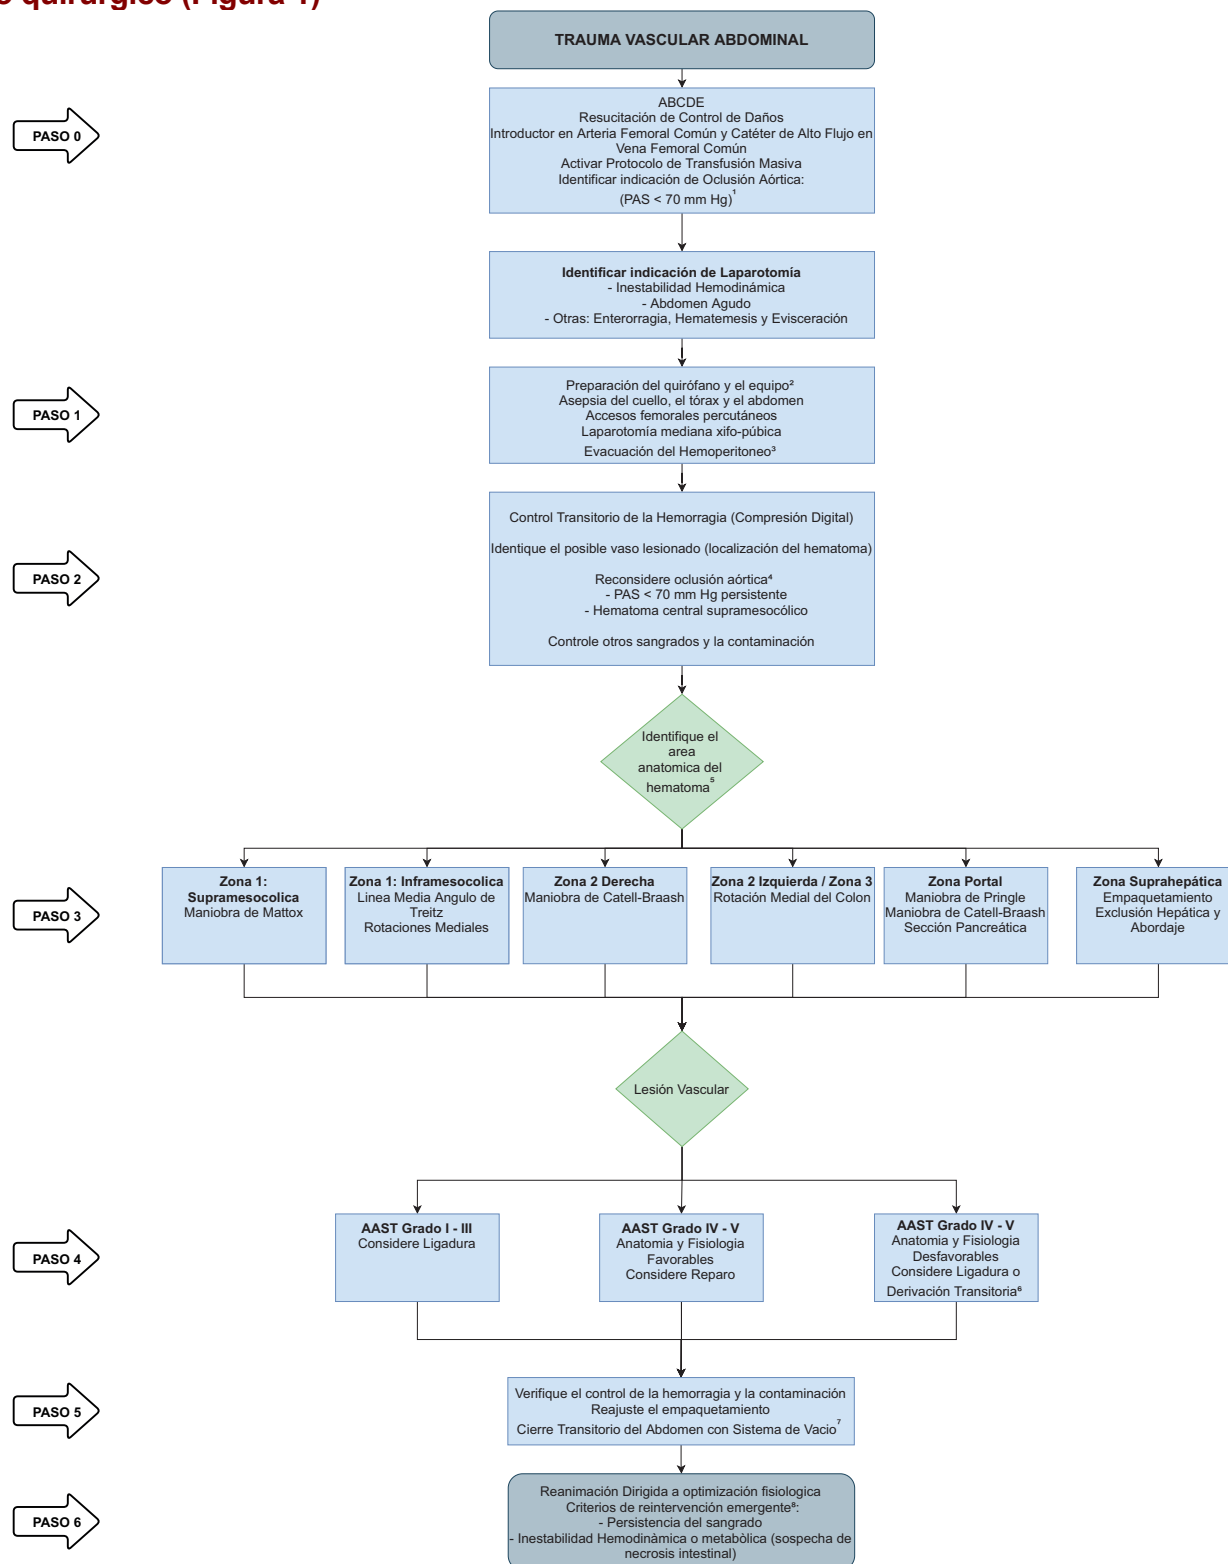 quirúrgico (Figura 1)
TRAUMA VASCULAR ABDOMINAL
PASO 0
ABCDE
Resucitación de Control de Daños
Introductor en Arteria Femoral Común y Catéter de Alto Flujo en
Vena Femoral Común
Activar Protocolo de Transfusión Masiva
Identificar indicación de Oclusión Aórtica:
(PAS < 70 mm Hg)¹
Identificar indicación de Laparotomía
- Inestabilidad Hemodinámica
- Abdomen Agudo
- Otras: Enterorragia, Hematemesis y Evisceración
PASO 1
Preparación del quirófano y el equipo²
Asepsia del cuello, el tórax y el abdomen
Accesos femorales percutáneos
Laparotomía mediana xifo-púbica
Evacuación del Hemoperitoneo³
PASO 2
Control Transitorio de la Hemorragia (Compresión Digital)
Identique el posible vaso lesionado (localización del hematoma)
Reconsidere oclusión aórtica⁴
- PAS < 70 mm Hg persistente
- Hematoma central supramesocólico
Controle otros sangrados y la contaminación
Identifique el
area
anatomica del
hematoma⁵
PASO 3
Zona 1:
Supramesocolica
Maniobra de Mattox
Zona 1: Inframesocolica
Linea Media Angulo de
Treitz
Rotaciones Mediales
Zona 2 Derecha
Maniobra de Catell-Braash
Zona 2 Izquierda / Zona 3
Rotación Medial del Colon
Zona Portal
Maniobra de Pringle
Maniobra de Catell-Braash
Sección Pancreática
Zona Suprahepática
Empaquetamiento
Exclusión Hepática y
Abordaje
Lesión Vascular
PASO 4
AAST Grado I - III
Considere Ligadura
AAST Grado IV - V
Anatomia y Fisiologia
Favorables
Considere Reparo
AAST Grado IV - V
Anatomia y Fisiologia
Desfavorables
Considere Ligadura o
Derivación Transitoria⁶
PASO 5
Verifique el control de la hemorragia y la contaminación
Reajuste el empaquetamiento
Cierre Transitorio del Abdomen con Sistema de Vacio⁷
PASO 6
Reanimación Dirigida a optimización fisiologica
Criterios de reintervención emergente⁸:
- Persistencia del sangrado
- Inestabilidad Hemodinàmica o metabòlica (sospecha de
necrosis intestinal)